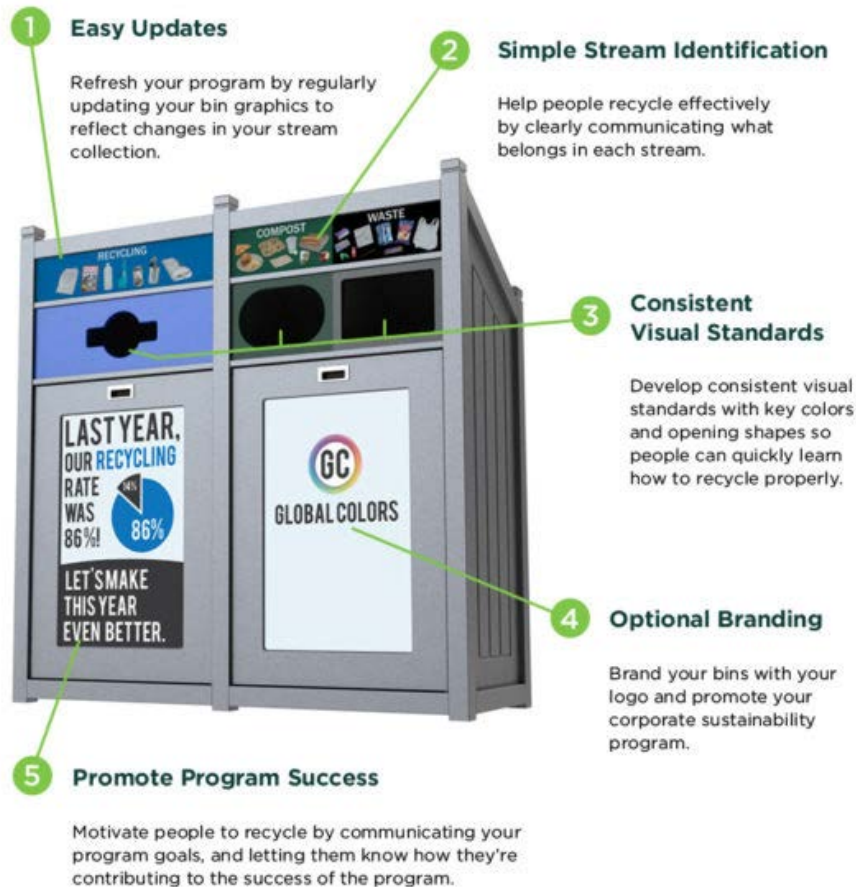 1
Easy Updates
Refresh your program by regularly
updating your bin graphics to
reflect changes in your stream
collection.
2
Simple Stream Identification
Help people recycle effectively
by clearly communicating what
belongs in each stream.
RECYCLING
COMPOST
WASTE
3
Consistent
Visual Standards
Develop consistent visual
standards with key colors
and opening shapes so
people can quickly learn
how to recycle properly.
LAST YEAR,
OUR RECYCLING
RATE
WAS
86%!
14%
86%
LET'S MAKE
THIS YEAR
EVEN BETTER.
GC
GLOBAL COLORS
4
Optional Branding
Brand your bins with your
logo and promote your
corporate sustainability
program.
5
Promote Program Success
Motivate people to recycle by communicating your
program goals, and letting them know how they're
contributing to the success of the program.